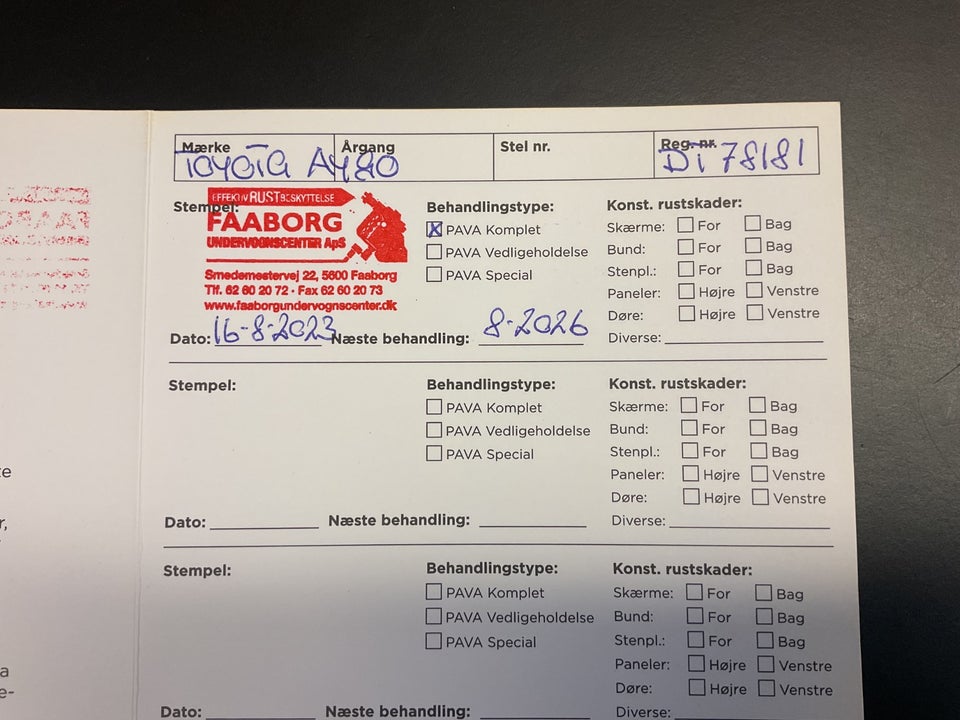 Mærke Årgang Stel nr. Reg. nr.
TOYOTA AYGO DT 78181
Stempel:
EFFEKTIV RUSTBESKYTTELSE
FAABORG
UNDERVOGNSCENTER ApS
Smedemestervej 22, 5600 Faaborg
Tlf. 62 60 20 72 · Fax 62 60 20 73
www.faaborgundervognscenter.dk
Behandlingstype:
X PAVA Komplet
PAVA Vedligeholdelse
PAVA Special
Konst. rustskader:
Skærme: For Bag
Bund: For Bag
Stenpl.: For Bag
Paneler: Højre Venstre
Døre: Højre Venstre
Dato: 16-8-2023 Næste behandling: 8-2026 Diverse:
Stempel:
Behandlingstype:
PAVA Komplet
PAVA Vedligeholdelse
PAVA Special
Konst. rustskader:
Skærme: For Bag
Bund: For Bag
Stenpl.: For Bag
Paneler: Højre Venstre
Døre: Højre Venstre
Dato: Næste behandling: Diverse:
Stempel:
Behandlingstype:
PAVA Komplet
PAVA Vedligeholdelse
PAVA Special
Konst. rustskader:
Skærme: For Bag
Bund: For Bag
Stenpl.: For Bag
Paneler: Højre Venstre
Døre: Højre Venstre
Dato: Næste behandling: Diverse: